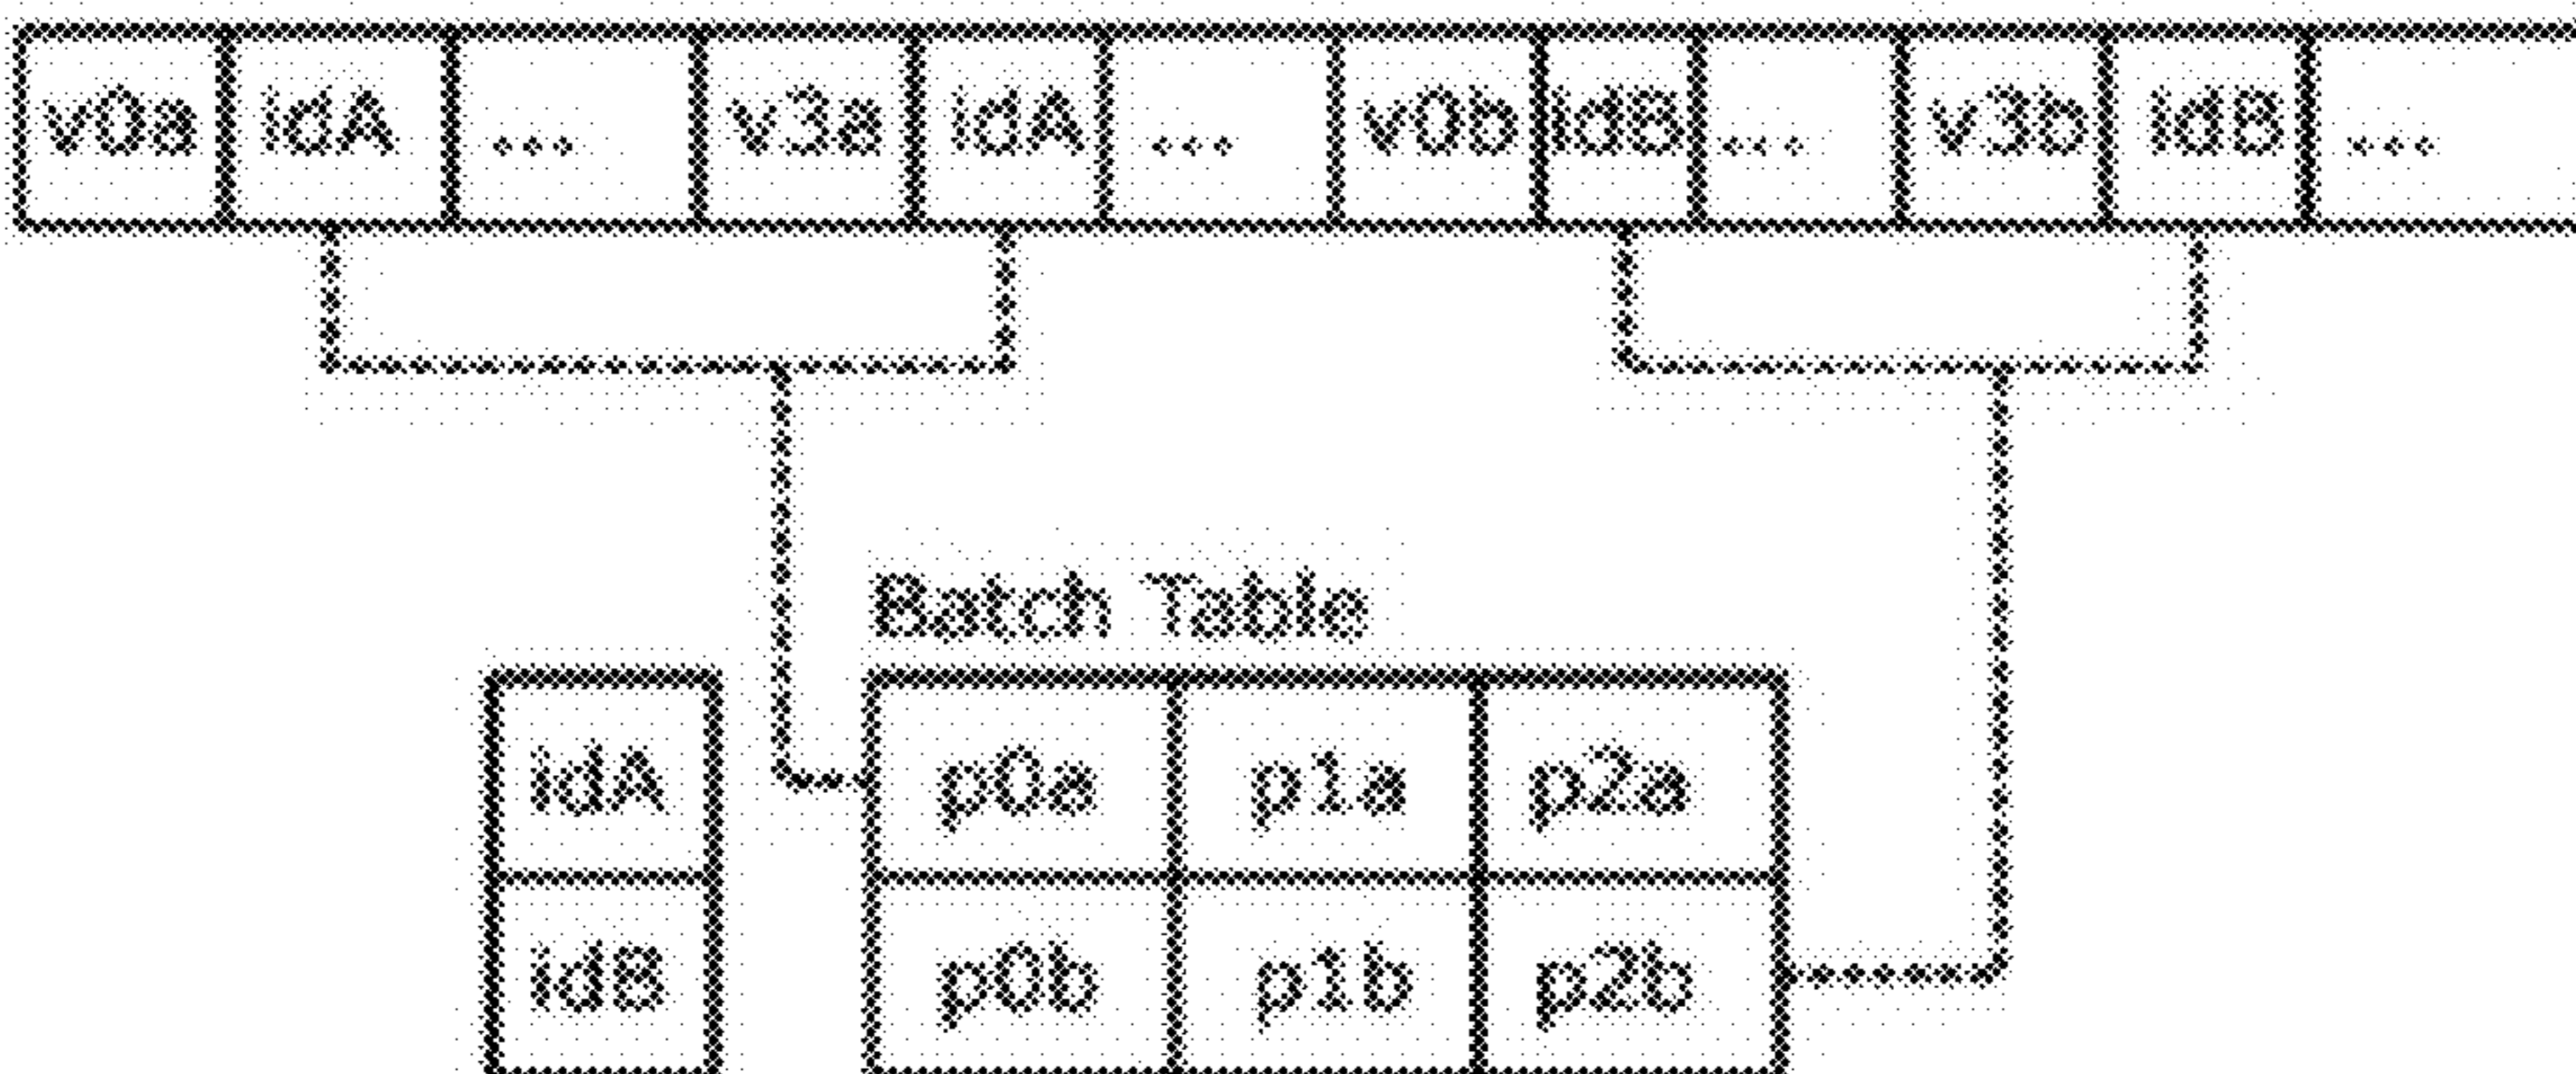 v0a idA ... v3a idA ... v0b idB ... v3b idB ...
Batch Table
idA p0a p1a p2a
idB p0b p1b p2b